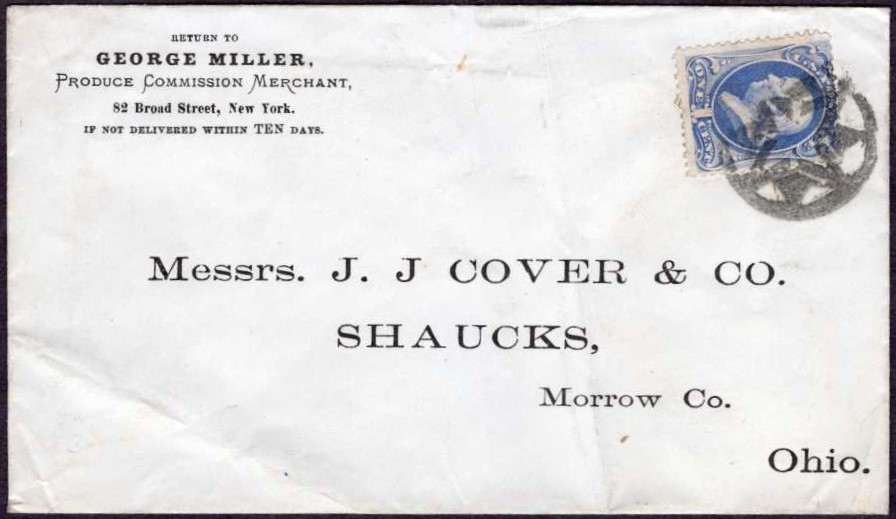 RETURN TO
GEORGE MILLER,
PRODUCE COMMISSION MERCHANT,
82 Broad Street, New York.
IF NOT DELIVERED WITHIN TEN DAYS.
Messrs. J. J COVER & CO.
SHAUCKS,
Morrow Co.
Ohio.